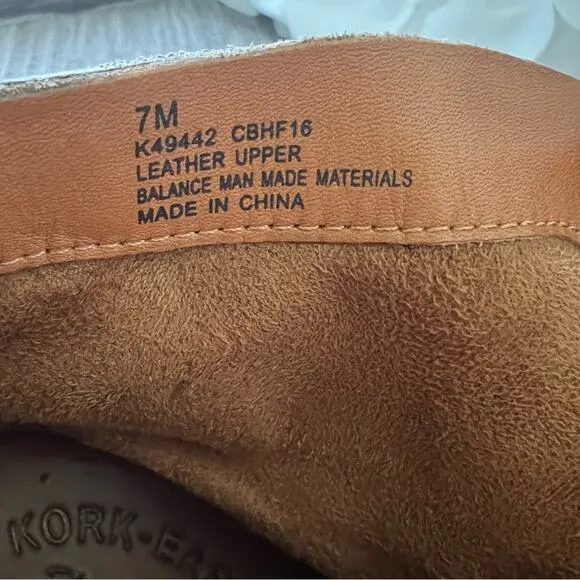 7M
K49442 CBHF16
LEATHER UPPER
BALANCE MAN MADE MATERIALS
MADE IN CHINA
KORK-EA